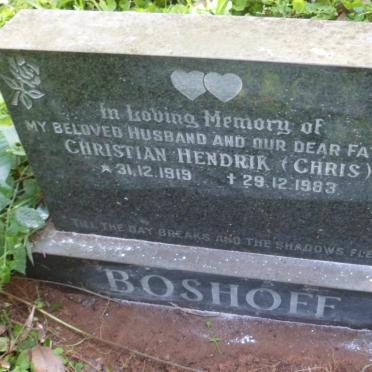 In Loving Memory of
MY BELOVED HUSBAND AND OUR DEAR FAT
CHRISTIAN HENDRIK (CHRIS)
* 31.12.1919 † 29.12.1983
TILL THE DAY BREAKS AND THE SHADOWS FLE
BOSHOFF